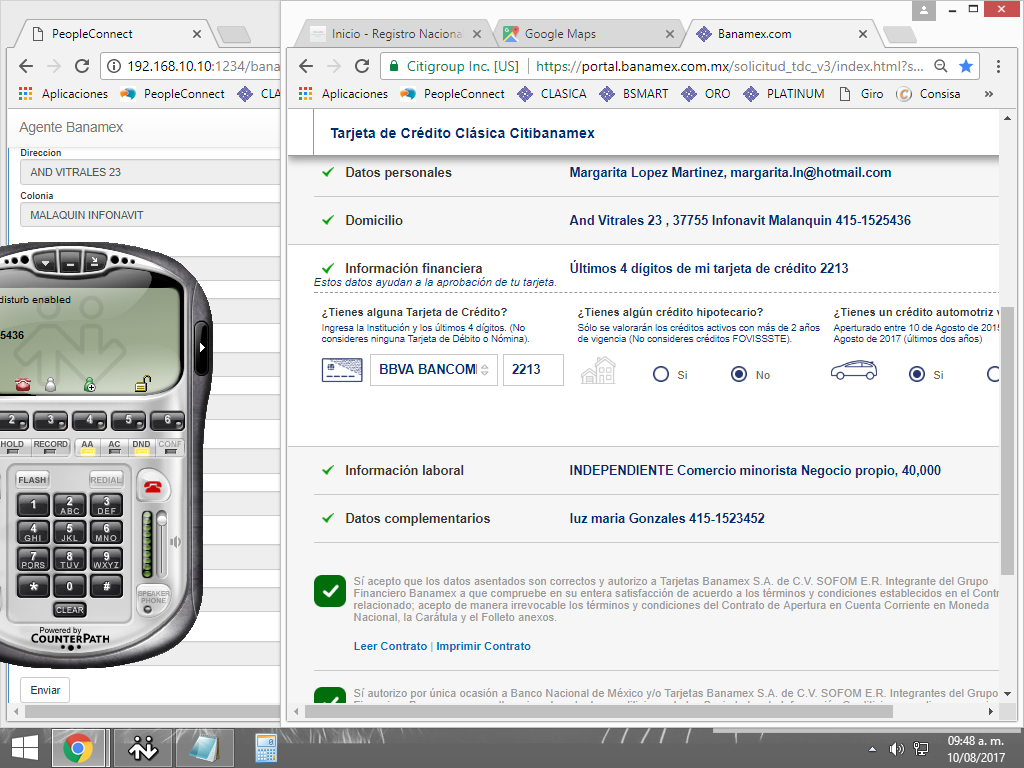 PeopleConnect
192.168.10.10:1234/bana
Aplicaciones
PeopleConnect
CLA
Agente Banamex
Direccion
AND VITRALES 23
Colonia
MALAQUIN INFONAVIT
disturb enabled
5436
2
3
4
5
6
HOLD
RECORD
AA
AC
DND
CONF
FLASH
REDIAL
1
2 ABC
3 DEF
4 GHI
5 JKL
6 MNO
7 PQRS
8 TUV
9 WXYZ
*
0
#
SPEAKER PHONE
CLEAR
Powered by
COUNTERPATH
Enviar
Inicio - Registro Naciona
Google Maps
Banamex.com
Citigroup Inc. [US]
https://portal.banamex.com.mx/solicitud_tdc_v3/index.html?s...
Aplicaciones
PeopleConnect
CLASICA
BSMART
ORO
PLATINUM
Giro
Consisa
»
Tarjeta de Crédito Clásica Citibanamex
Datos personales
Margarita Lopez Martinez, margarita.ln@hotmail.com
Domicilio
And Vitrales 23 , 37755 Infonavit Malanquin 415-1525436
Información financiera
Últimos 4 dígitos de mi tarjeta de crédito 2213
Estos datos ayudan a la aprobación de tu tarjeta.
¿Tienes alguna Tarjeta de Crédito?
Ingresa la Institución y los últimos 4 dígitos. (No
consideres ninguna Tarjeta de Débito o Nómina).
BBVA BANCOM
2213
¿Tienes algún crédito hipotecario?
Sólo se valorarán los créditos activos con más de 2 años
de vigencia (No consideres créditos FOVISSSTE).
Si
No
¿Tienes un crédito automotriz v
Aperturado entre 10 de Agosto de 2015
Agosto de 2017 (últimos dos años)
Si
Información laboral
INDEPENDIENTE Comercio minorista Negocio propio, 40,000
Datos complementarios
luz maria Gonzales 415-1523452
Sí acepto que los datos asentados son correctos y autorizo a Tarjetas Banamex S.A. de C.V. SOFOM E.R. Integrante del Grupo
Financiero Banamex a que compruebe en su entera satisfacción de acuerdo a los términos y condiciones establecidos en el Contr
relacionado; acepto de manera irrevocable los términos y condiciones del Contrato de Apertura en Cuenta Corriente en Moneda
Nacional, la Carátula y el Folleto anexos.
Leer Contrato | Imprimir Contrato
Sí autorizo por única ocasión a Banco Nacional de México y/o Tarjetas Banamex S.A. de C.V. SOFOM E.R. Integrantes del Grupo
09:48 a. m.
10/08/2017